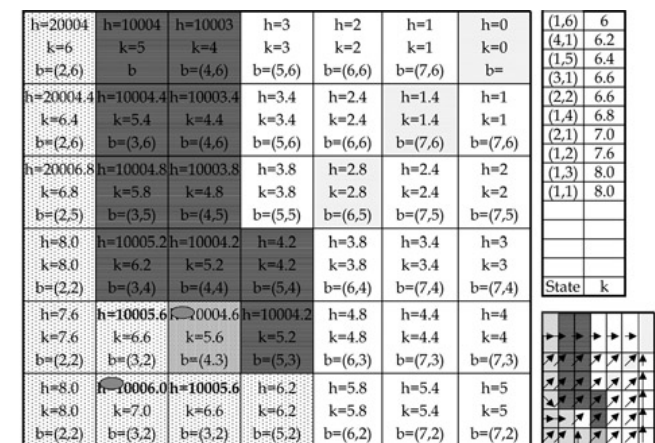 h=20004 h=10004 h=10003 h=3 h=2 h=1 h=0
k=6 k=5 k=4 k=3 k=2 k=1 k=0
b=(2,6) b b=(4,6) b=(5,6) b=(6,6) b=(7,6) b=
h=20004.4 h=10004.4 h=10003.4 h=3.4 h=2.4 h=1.4 h=1
k=6.4 k=5.4 k=4.4 k=3.4 k=2.4 k=1.4 k=1
b=(2,6) b=(3,6) b=(4,6) b=(5,6) b=(6,6) b=(7,6) b=(7,6)
h=20006.8 h=10004.8 h=10003.8 h=3.8 h=2.8 h=2.4 h=2
k=6.8 k=5.8 k=4.8 k=3.8 k=2.8 k=2.4 k=2
b=(2,5) b=(3,5) b=(4,5) b=(5,5) b=(6,5) b=(7,5) b=(7,5)
h=8.0 h=10005.2 h=10004.2 h=4.2 h=3.8 h=3.4 h=3
k=8.0 k=6.2 k=5.2 k=4.2 k=3.8 k=3.4 k=3
b=(2,2) b=(3,4) b=(4,4) b=(5,4) b=(6,4) b=(7,4) b=(7,4)
h=7.6 h=10005.6 0004.6 h=10004.2 h=4.8 h=4.4 h=4
k=7.6 k=6.6 k=5.6 k=5.2 k=4.8 k=4.4 k=4
b=(2,2) b=(3,2) b=(4.3) b=(5,3) b=(6,3) b=(7,3) b=(7,3)
h=8.0 0006.0 h=10005.6 h=6.2 h=5.8 h=5.4 h=5
k=8.0 k=7.0 k=6.6 k=6.2 k=5.8 k=5.4 k=5
b=(2,2) b=(3,2) b=(3,2) b=(5,2) b=(6,2) b=(7,2) b=(7,2)
(1,6) 6
(4,1) 6.2
(1,5) 6.4
(3,1) 6.6
(2,2) 6.6
(1,4) 6.8
(2,1) 7.0
(1,2) 7.6
(1,3) 8.0
(1,1) 8.0
State k